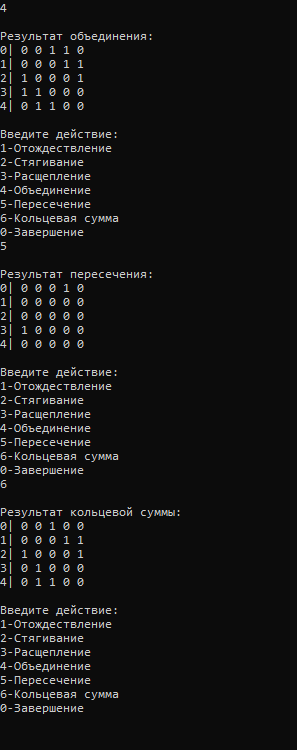 4
Результат объединения:
0| 0 0 1 1 0
1| 0 0 0 1 1
2| 1 0 0 0 1
3| 1 1 0 0 0
4| 0 1 1 0 0
Введите действие:
1-Отождествление
2-Стягивание
3-Расщепление
4-Объединение
5-Пересечение
6-Кольцевая сумма
0-Завершение
5
Результат пересечения:
0| 0 0 0 1 0
1| 0 0 0 0 0
2| 0 0 0 0 0
3| 1 0 0 0 0
4| 0 0 0 0 0
Введите действие:
1-Отождествление
2-Стягивание
3-Расщепление
4-Объединение
5-Пересечение
6-Кольцевая сумма
0-Завершение
6
Результат кольцевой суммы:
0| 0 0 1 0 0
1| 0 0 0 1 1
2| 1 0 0 0 1
3| 0 1 0 0 0
4| 0 1 1 0 0
Введите действие:
1-Отождествление
2-Стягивание
3-Расщепление
4-Объединение
5-Пересечение
6-Кольцевая сумма
0-Завершение